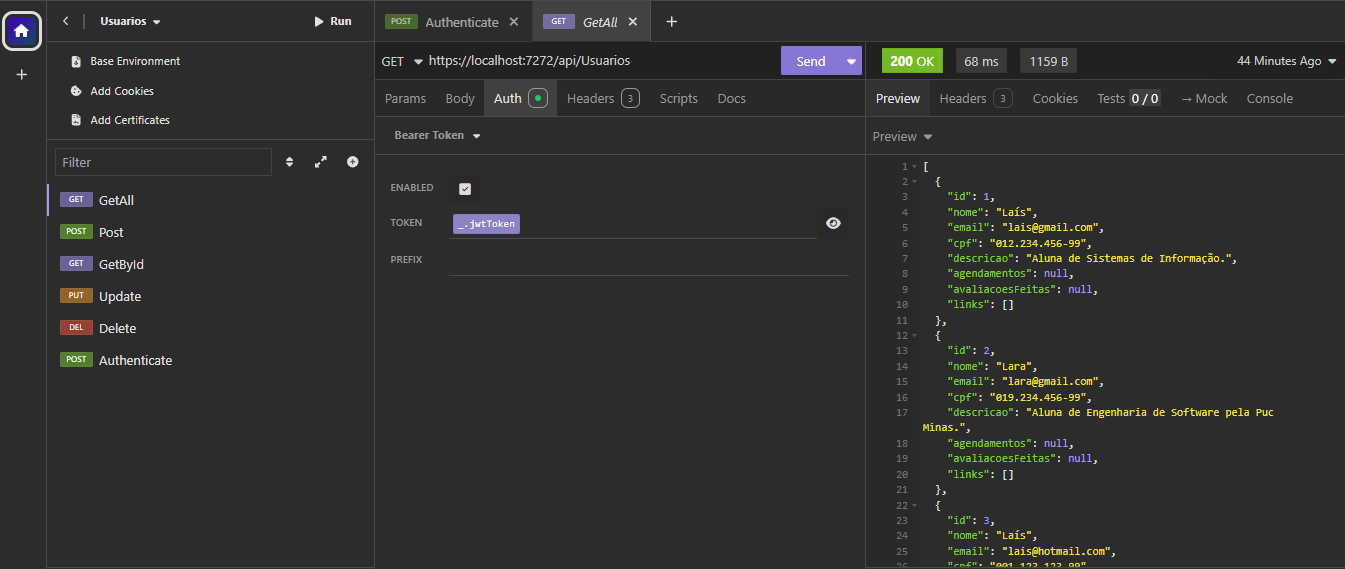 Usuarios
Run
Base Environment
Add Cookies
Add Certificates
Filter
GET GetAll
POST Post
GET GetById
PUT Update
DEL Delete
POST Authenticate
POST Authenticate
GET GetAll
GET https://localhost:7272/api/Usuarios
Send
Params Body Auth Headers 3 Scripts Docs
Bearer Token
ENABLED
TOKEN _.jwtToken
PREFIX
200 OK 68 ms 1159 B 44 Minutes Ago
Preview Headers 3 Cookies Tests 0 / 0 → Mock Console
Preview
1 [
2 {
3 "id": 1,
4 "nome": "Laís",
5 "email": "lais@gmail.com",
6 "cpf": "012.234.456-99",
7 "descricao": "Aluna de Sistemas de Informação.",
8 "agendamentos": null,
9 "avaliacoesFeitas": null,
10 "links": []
11 },
12 {
13 "id": 2,
14 "nome": "Lara",
15 "email": "lara@gmail.com",
16 "cpf": "019.234.456-99",
17 "descricao": "Aluna de Engenharia de Software pela Puc
Minas.",
18 "agendamentos": null,
19 "avaliacoesFeitas": null,
20 "links": []
21 },
22 {
23 "id": 3,
24 "nome": "Laís",
25 "email": "lais@hotmail.com",